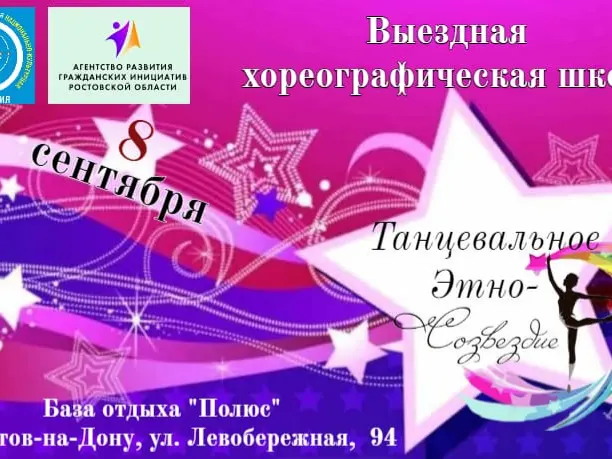 АГЕНТСТВО РАЗВИТИЯ
ГРАЖДАНСКИХ ИНИЦИАТИВ
РОСТОВСКОЙ ОБЛАСТИ
Выездная
хореографическая шко
8
сентября
Танцевальное
Этно-
Созвездие
База отдыха "Полюс"
тов-на-Дону, ул. Левобережная, 94